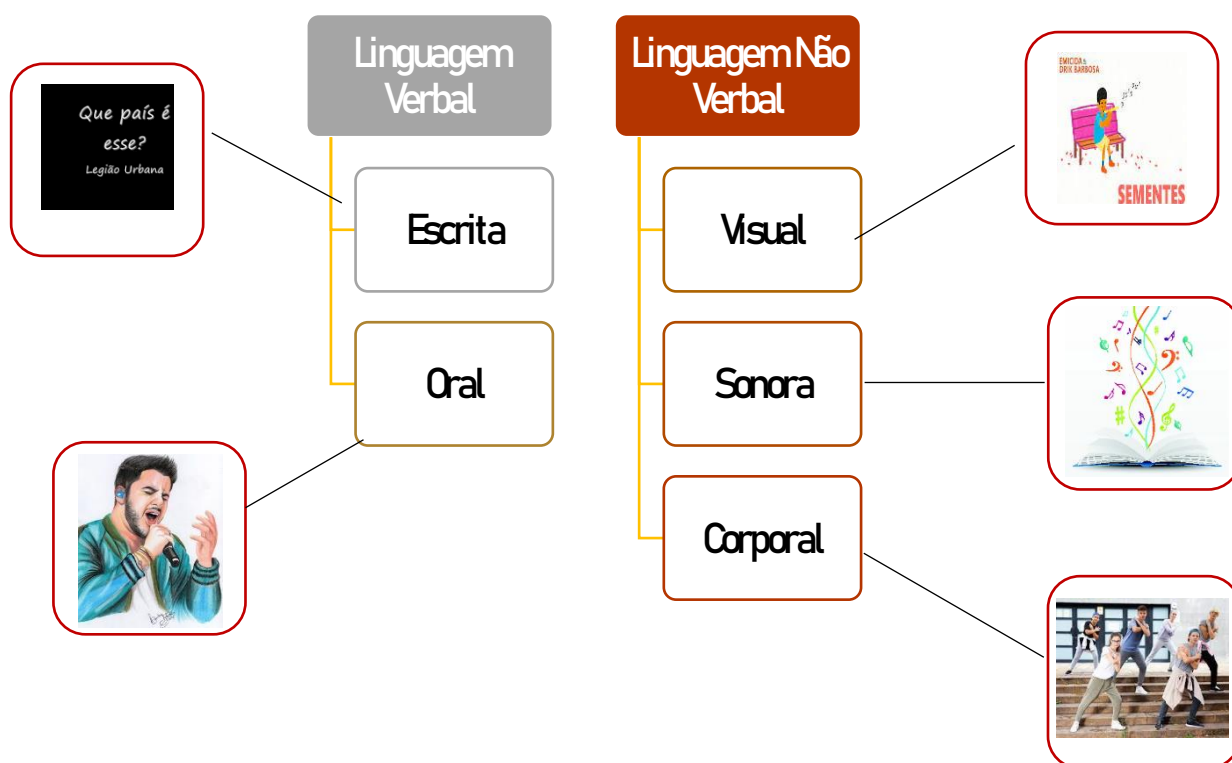 Linguagem
Verbal
Linguagem Não
Verbal
Que país é
esse?
Legião Urbana
EMICIDA &
DRIK BARBOSA
SEMENTES
Escrita
Visual
Oral
Sonora
Corporal